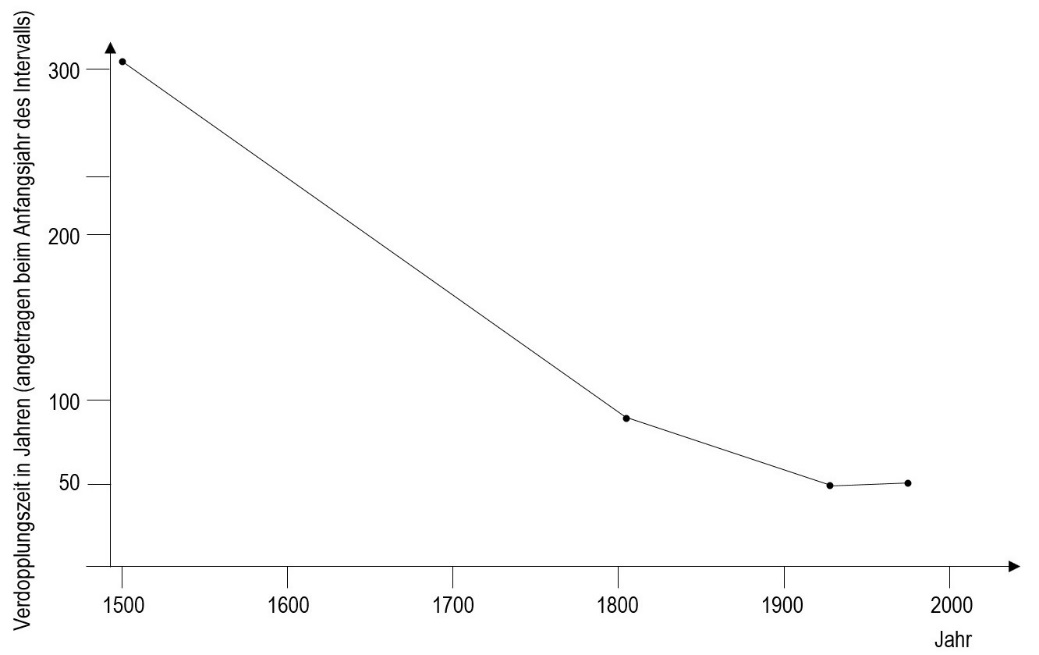 Verdopplungszeit in Jahren (angetragen beim Anfangsjahr des Intervalls)
300
200
100
50
1500 1600 1700 1800 1900 2000
Jahr